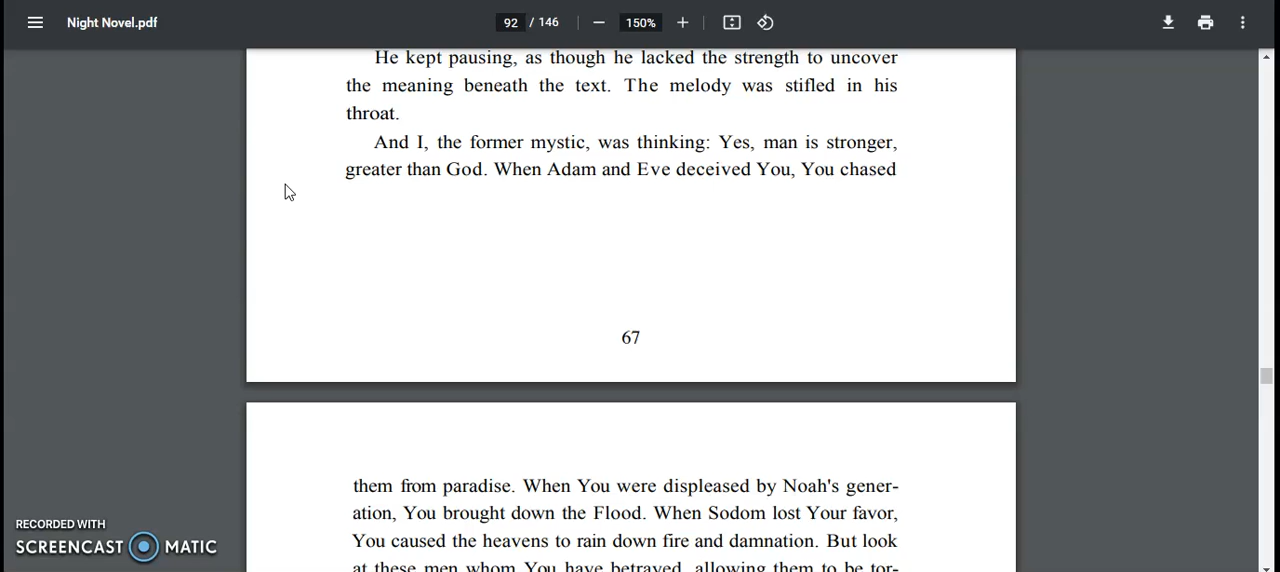 Night Novel.pdf
92 / 146
150%
He kept pausing, as though he lacked the strength to uncover
the meaning beneath the text. The melody was stifled in his
throat.
And I, the former mystic, was thinking: Yes, man is stronger,
greater than God. When Adam and Eve deceived You, You chased
67
them from paradise. When You were displeased by Noah's gener-
ation, You brought down the Flood. When Sodom lost Your favor,
You caused the heavens to rain down fire and damnation. But look
at these men whom You have betrayed, allowing them to be tor-
RECORDED WITH
SCREENCAST MATIC